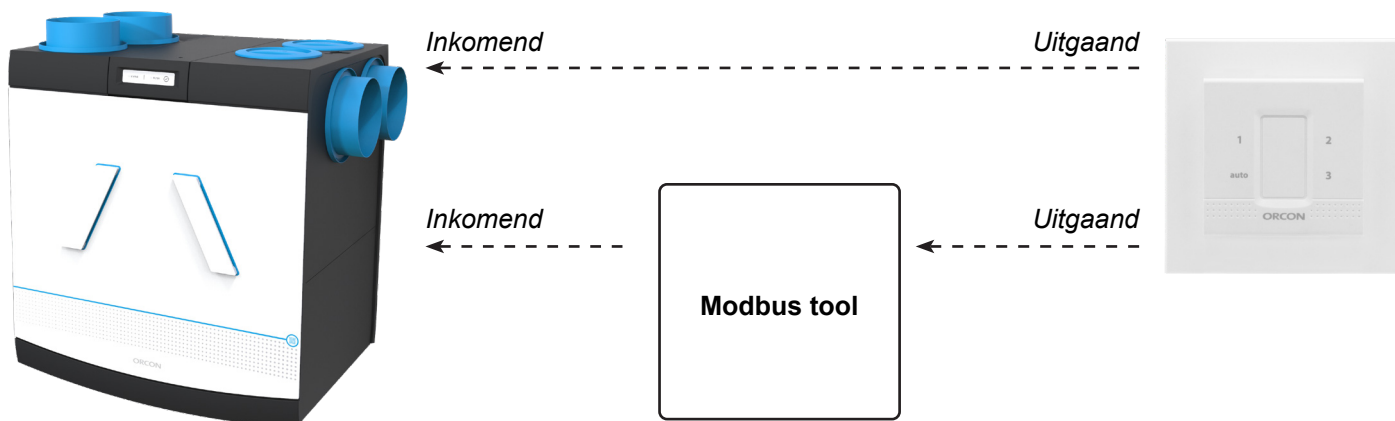 Inkomend
Uitgaand
1
2
auto
3
ORCON
Inkomend
Uitgaand
Modbus tool
ORCON